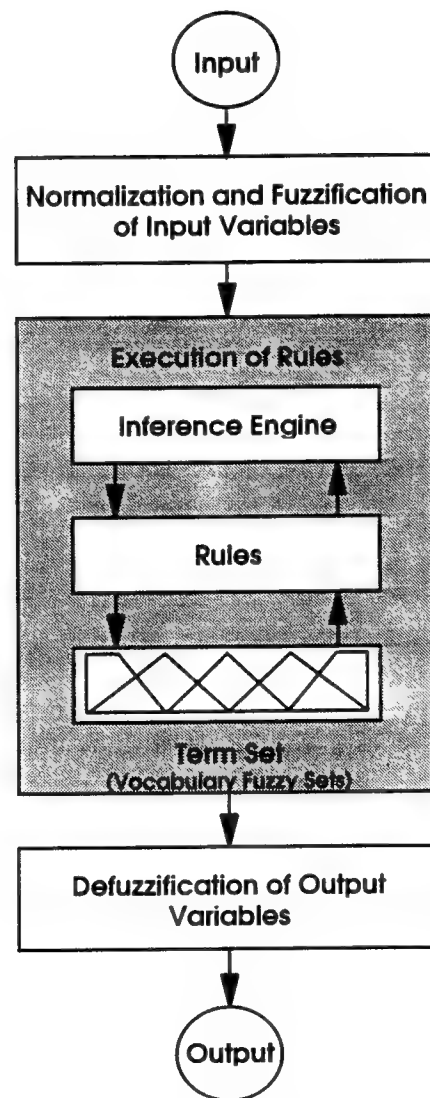 Input
Normalization and Fuzzification
of Input Variables
Execution of Rules
Inference Engine
Rules
Term Set
(Vocabulary Fuzzy Sets)
Defuzzification of Output
Variables
Output